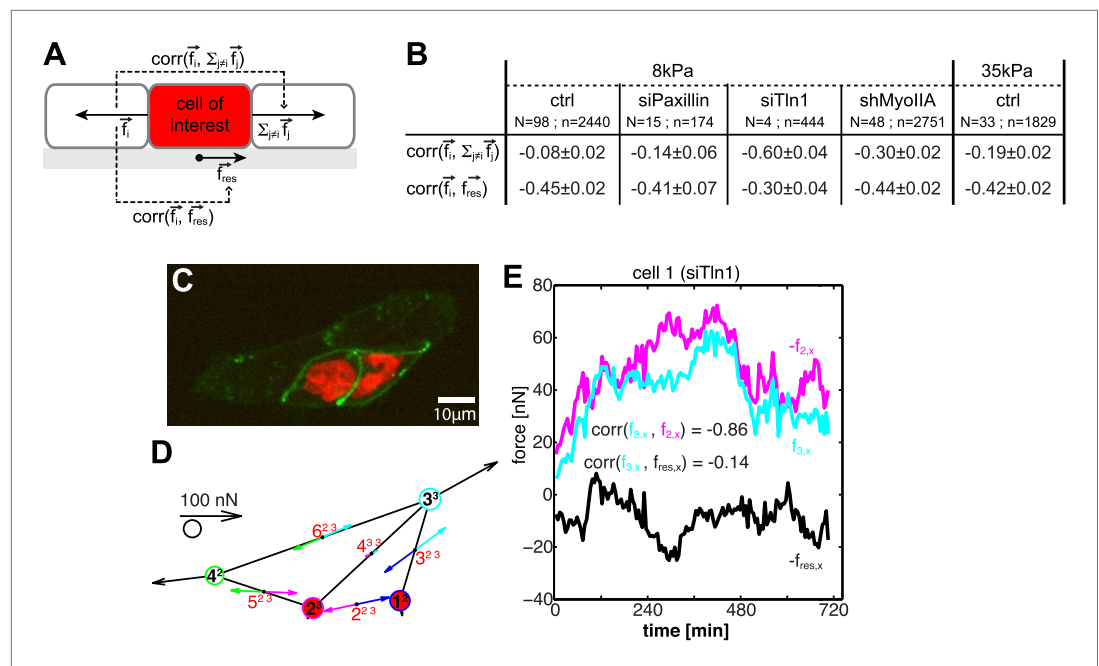 A
corr(f⃗ᵢ, Σⱼ≠ᵢ f⃗ⱼ)
cell of
interest
f⃗ᵢ
Σⱼ≠ᵢ f⃗ⱼ
f⃗res
corr(f⃗ᵢ, f⃗res)
B
8kPa 35kPa
ctrl siPaxillin siTln1 shMyoIIA ctrl
N=98 ; n=2440 N=15 ; n=174 N=4 ; n=444 N=48 ; n=2751 N=33 ; n=1829
corr(f⃗ᵢ, Σⱼ≠ᵢ f⃗ⱼ) -0.08±0.02 -0.14±0.06 -0.60±0.04 -0.30±0.02 -0.19±0.02
corr(f⃗ᵢ, f⃗res) -0.45±0.02 -0.41±0.07 -0.30±0.04 -0.44±0.02 -0.42±0.02
C
10μm
D
100 nN
3³
6²³
4³³
3²³
4²
5²³
2³
2²³
1²
E
cell 1 (siTln1)
force [nN]
80
60
40
20
0
−20
−40
-f2,x
f3,x
corr(f3,x , f2,x) = -0.86
corr(f3,x , fres,x) = -0.14
-fres,x
0 240 480 720
time [min]